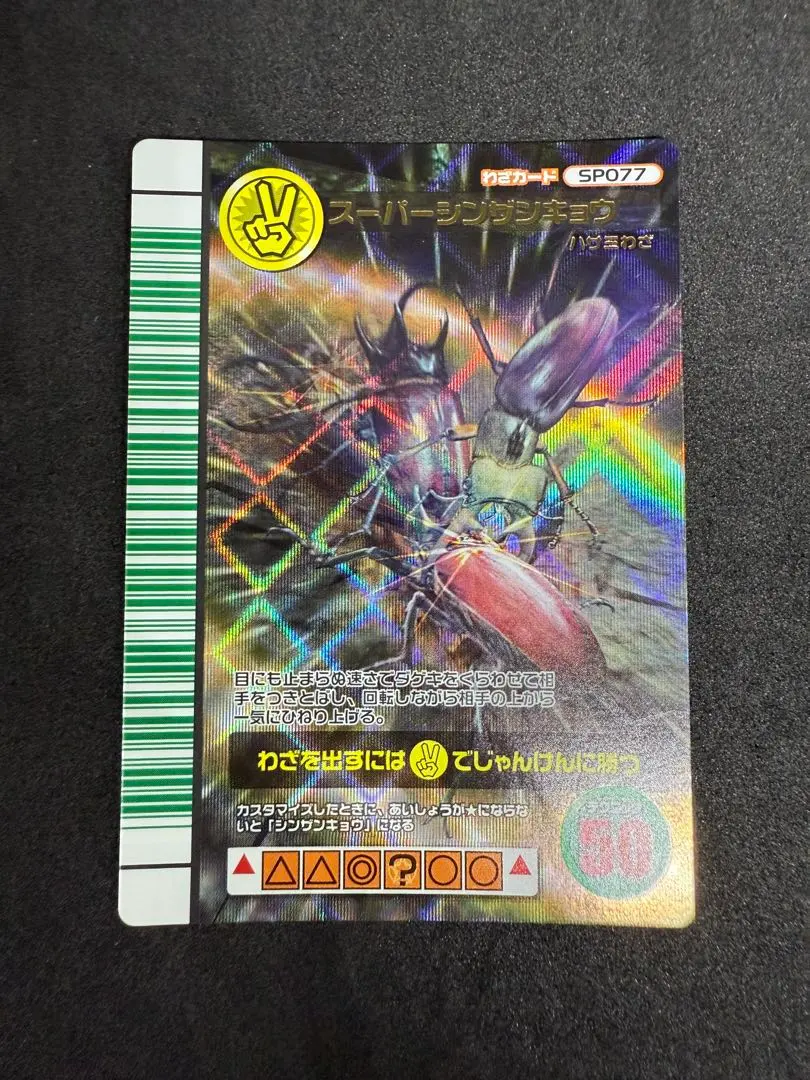 わざカード SP077
スーパーシンザンキョウ
ハサミわざ
目にも止まらぬ速さでダゲキをくらわせて相
手をつきとばし、回転しながら相手の上から
一気にひねり上げる。
わざを出すには でじゃんけんに勝つ
カスタマイズしたときに、あいしょうが★にならな
いと「シンザンキョウ」になる
50
▲ △ △ ◎ ? ○ ○ ▲